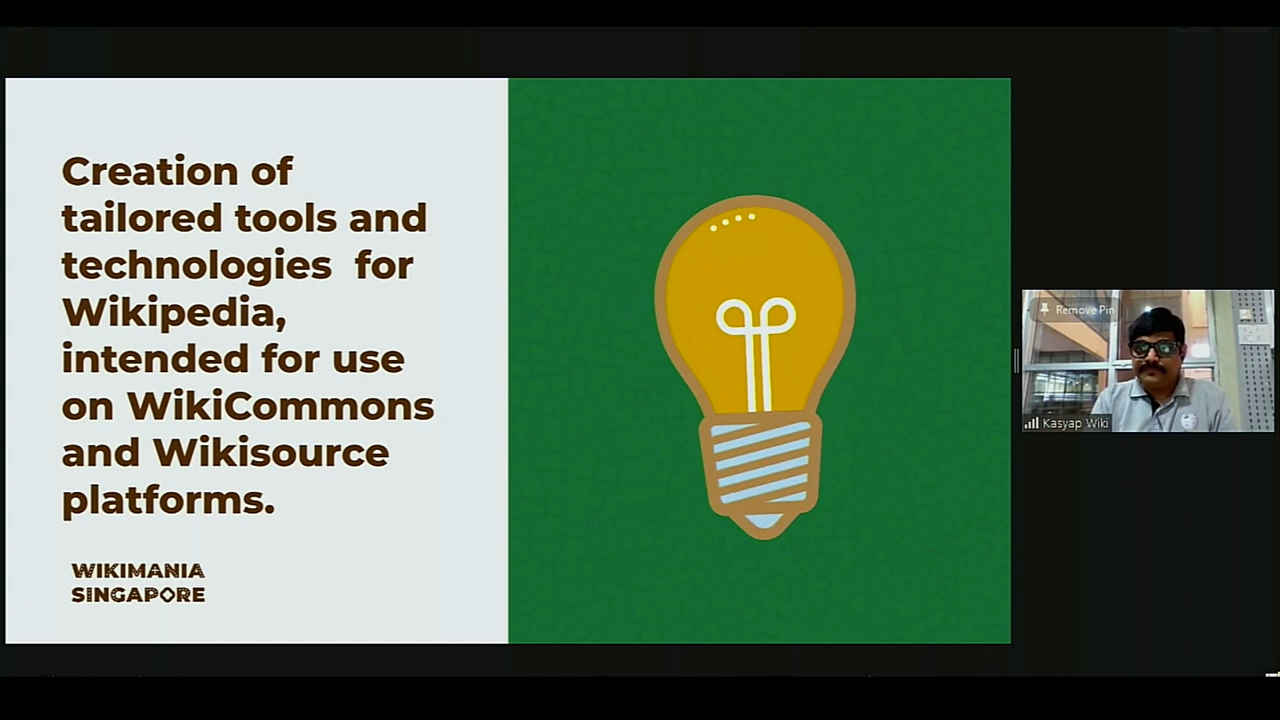 Creation of
tailored tools and
technologies  for
Wikipedia,
intended for use
on WikiCommons
and Wikisource
platforms.
WIKIMANIA
SINGAPORE
Remove Pin
Kasyap Wiki